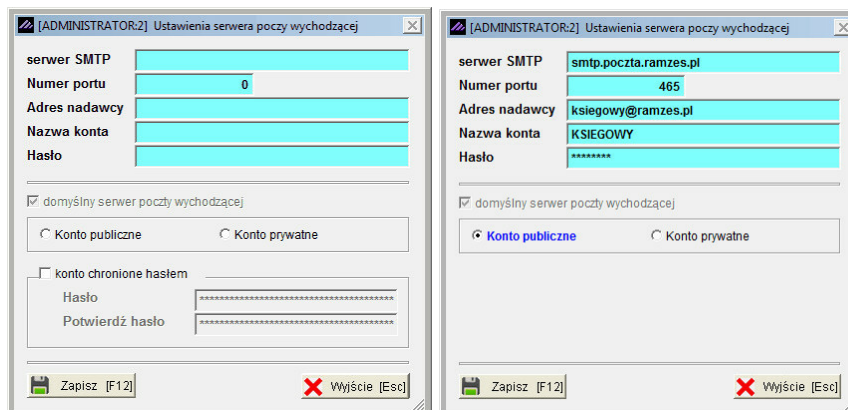 [ADMINISTRATOR:2] Ustawienia serwera poczy wychodzącej
serwer SMTP
Numer portu 0
Adres nadawcy
Nazwa konta
Hasło
domyślny serwer poczty wychodzącej
Konto publiczne Konto prywatne
konto chronione hasłem
Hasło ****************************************
Potwierdź hasło ****************************************
Zapisz [F12] Wyjście [Esc]
[ADMINISTRATOR:2] Ustawienia serwera poczy wychodzącej
serwer SMTP smtp.poczta.ramzes.pl
Numer portu 465
Adres nadawcy ksiegowy@ramzes.pl
Nazwa konta KSIEGOWY
Hasło ********
domyślny serwer poczty wychodzącej
Konto publiczne Konto prywatne
Zapisz [F12] Wyjście [Esc]